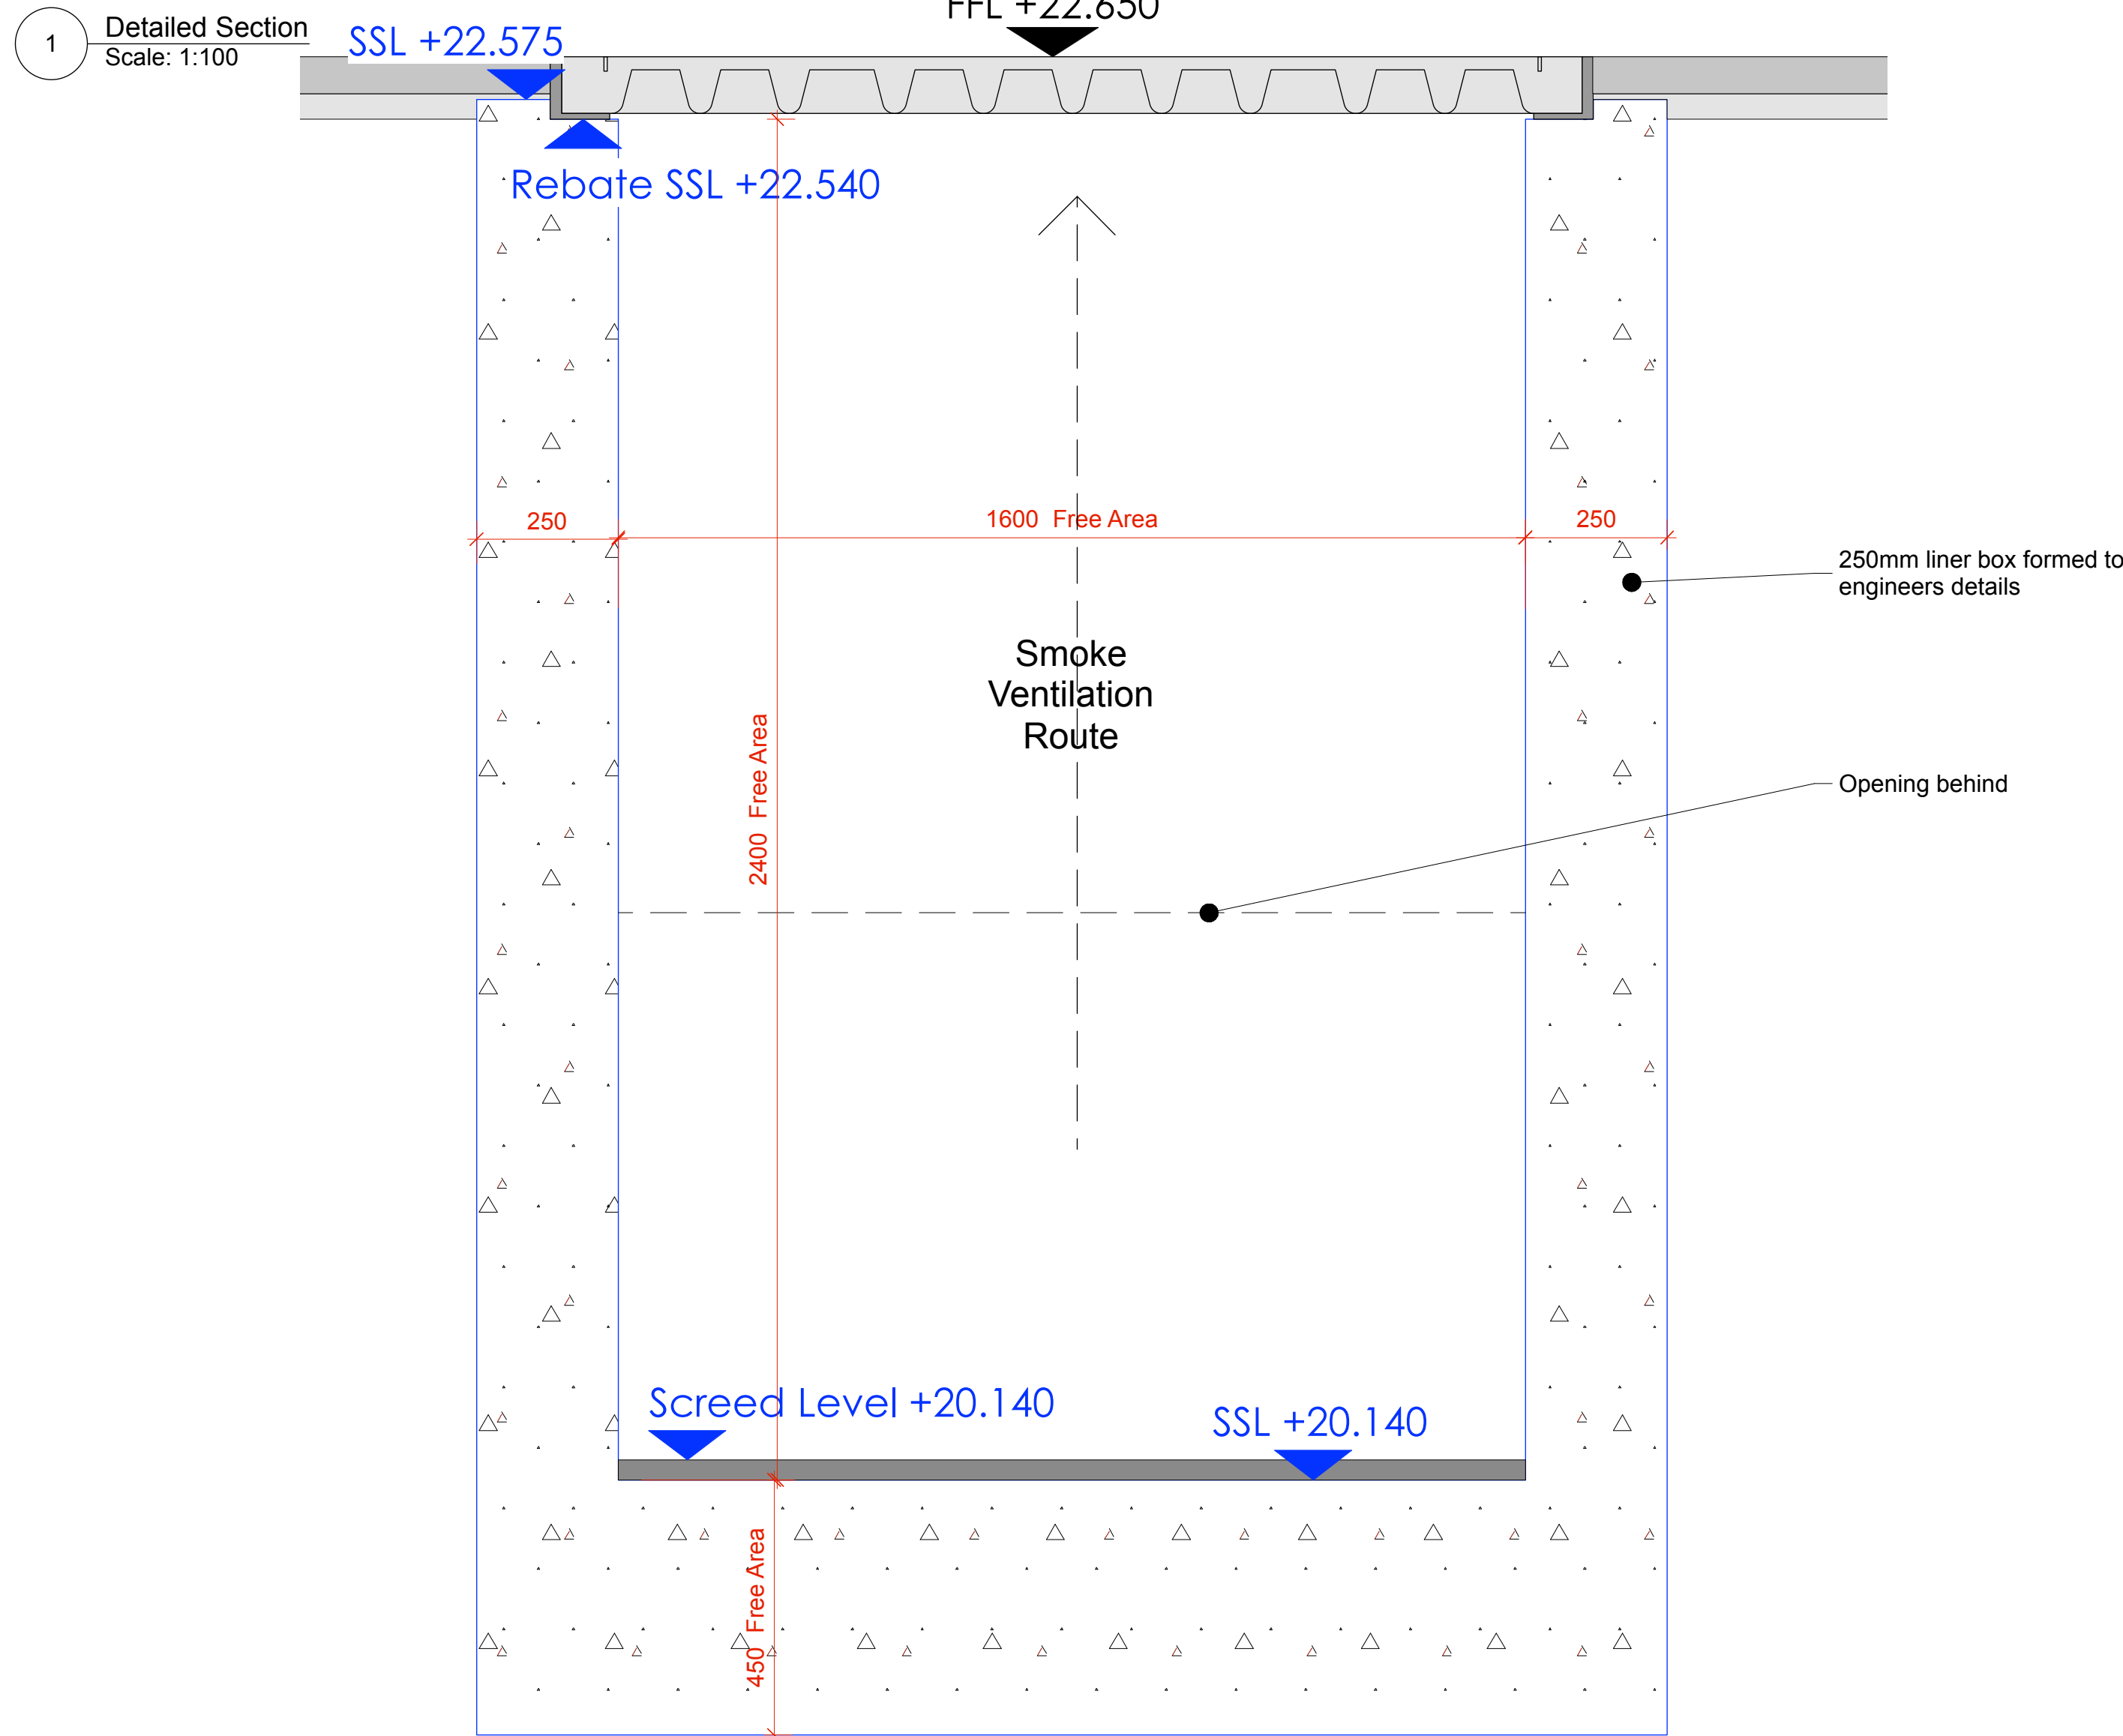 1
Detailed Section
Scale: 1:100
FFL +22.650
SSL +22.575
Rebate SSL +22.540
250
1600 Free Area
250
250mm liner box formed to
engineers details
Smoke
Ventilation
Route
2400 Free Area
Opening behind
Screed Level +20.140
SSL +20.140
450 Free Area